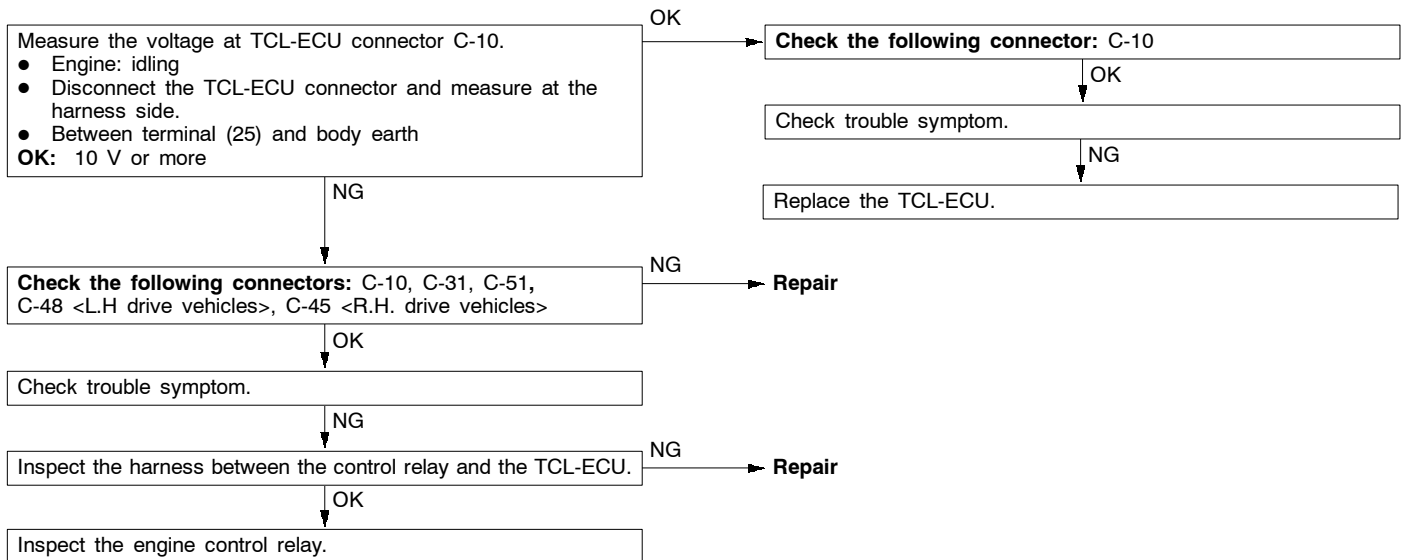 Measure the voltage at TCL-ECU connector C-10.
● Engine: idling
● Disconnect the TCL-ECU connector and measure at the
harness side.
● Between terminal (25) and body earth
OK: 10 V or more
OK
Check the following connector: C-10
OK
Check trouble symptom.
NG
Replace the TCL-ECU.
NG
Check the following connectors: C-10, C-31, C-51,
C-48 <L.H drive vehicles>, C-45 <R.H. drive vehicles>
NG
Repair
OK
Check trouble symptom.
NG
Inspect the harness between the control relay and the TCL-ECU.
NG
Repair
OK
Inspect the engine control relay.